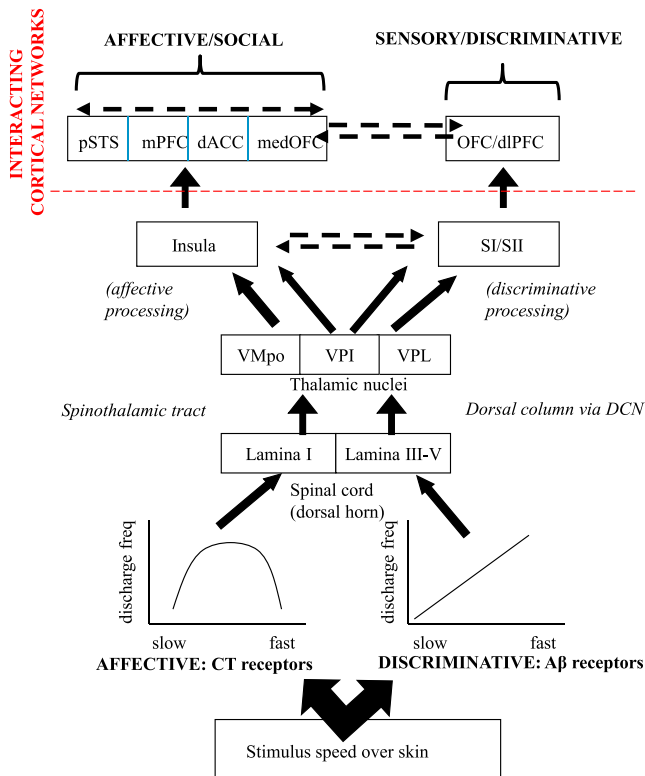 AFFECTIVE/SOCIAL
SENSORY/DISCRIMINATIVE
INTERACTING
CORTICAL NETWORKS
pSTS mPFC dACC medOFC
OFC/dlPFC
Insula
SI/SII
(affective
processing)
(discriminative
processing)
VMpo VPI VPL
Thalamic nuclei
Spinothalamic tract
Dorsal column via DCN
Lamina I Lamina III-V
Spinal cord
(dorsal horn)
discharge freq
slow fast
AFFECTIVE: CT receptors
discharge freq
slow fast
DISCRIMINATIVE: Aβ receptors
Stimulus speed over skin